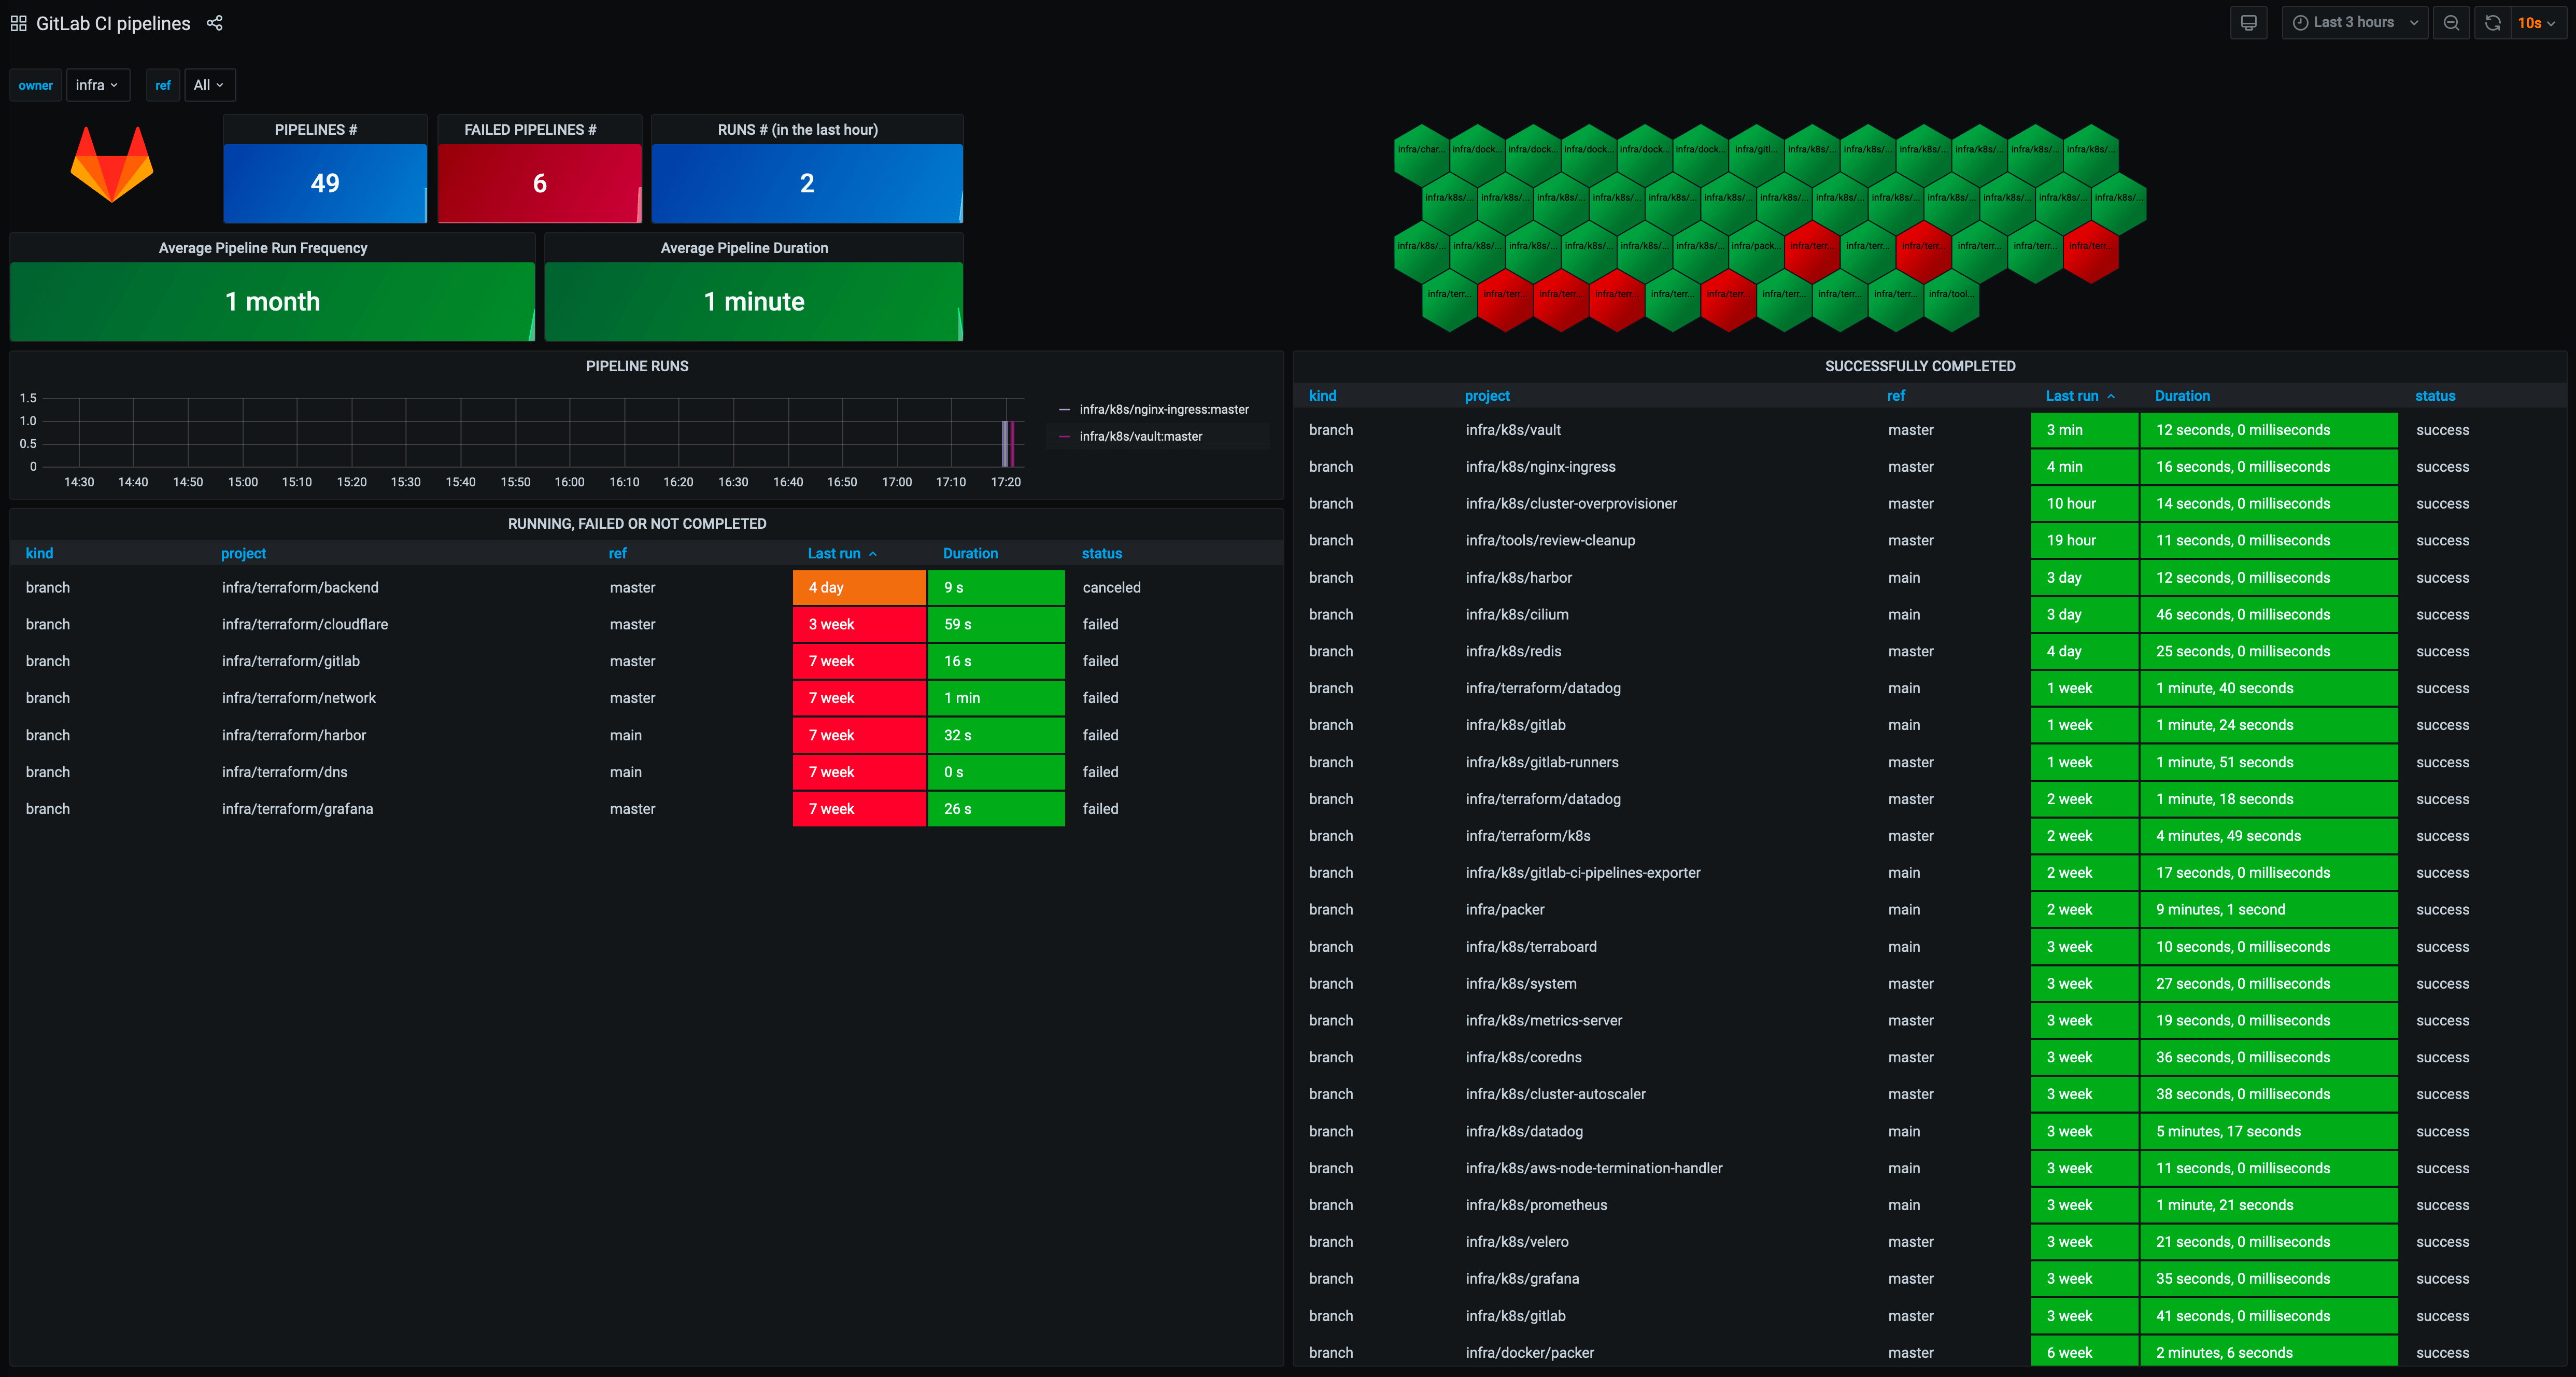 GitLab CI pipelines
Last 3 hours
10s
owner
infra
ref
All
PIPELINES #
49
FAILED PIPELINES #
6
RUNS # (in the last hour)
2
Average Pipeline Run Frequency
1 month
Average Pipeline Duration
1 minute
infra/char... infra/dock... infra/dock... infra/dock... infra/dock... infra/dock... infra/gitl... infra/k8s/... infra/k8s/... infra/k8s/... infra/k8s/... infra/k8s/... infra/k8s/...
infra/k8s/... infra/k8s/... infra/k8s/... infra/k8s/... infra/k8s/... infra/k8s/... infra/k8s/... infra/k8s/... infra/k8s/... infra/k8s/... infra/k8s/... infra/k8s/... infra/k8s/...
infra/k8s/... infra/k8s/... infra/k8s/... infra/k8s/... infra/k8s/... infra/k8s/... infra/pack... infra/terr... infra/terr... infra/terr... infra/terr... infra/terr... infra/terr...
infra/terr... infra/terr... infra/terr... infra/terr... infra/terr... infra/terr... infra/terr... infra/terr... infra/terr... infra/tool...
PIPELINE RUNS
1.5
1.0
0.5
0
14:30 14:40 14:50 15:00 15:10 15:20 15:30 15:40 15:50 16:00 16:10 16:20 16:30 16:40 16:50 17:00 17:10 17:20
infra/k8s/nginx-ingress:master
infra/k8s/vault:master
RUNNING, FAILED OR NOT COMPLETED
kind project ref Last run Duration status
branch infra/terraform/backend master 4 day 9 s canceled
branch infra/terraform/cloudflare master 3 week 59 s failed
branch infra/terraform/gitlab master 7 week 16 s failed
branch infra/terraform/network master 7 week 1 min failed
branch infra/terraform/harbor main 7 week 32 s failed
branch infra/terraform/dns main 7 week 0 s failed
branch infra/terraform/grafana master 7 week 26 s failed
SUCCESSFULLY COMPLETED
kind project ref Last run Duration status
branch infra/k8s/vault master 3 min 12 seconds, 0 milliseconds success
branch infra/k8s/nginx-ingress master 4 min 16 seconds, 0 milliseconds success
branch infra/k8s/cluster-overprovisioner master 10 hour 14 seconds, 0 milliseconds success
branch infra/tools/review-cleanup master 19 hour 11 seconds, 0 milliseconds success
branch infra/k8s/harbor main 3 day 12 seconds, 0 milliseconds success
branch infra/k8s/cilium main 3 day 46 seconds, 0 milliseconds success
branch infra/k8s/redis master 4 day 25 seconds, 0 milliseconds success
branch infra/terraform/datadog main 1 week 1 minute, 40 seconds success
branch infra/k8s/gitlab main 1 week 1 minute, 24 seconds success
branch infra/k8s/gitlab-runners master 1 week 1 minute, 51 seconds success
branch infra/terraform/datadog master 2 week 1 minute, 18 seconds success
branch infra/terraform/k8s master 2 week 4 minutes, 49 seconds success
branch infra/k8s/gitlab-ci-pipelines-exporter main 2 week 17 seconds, 0 milliseconds success
branch infra/packer main 2 week 9 minutes, 1 second success
branch infra/k8s/terraboard main 3 week 10 seconds, 0 milliseconds success
branch infra/k8s/system master 3 week 27 seconds, 0 milliseconds success
branch infra/k8s/metrics-server master 3 week 19 seconds, 0 milliseconds success
branch infra/k8s/coredns master 3 week 36 seconds, 0 milliseconds success
branch infra/k8s/cluster-autoscaler master 3 week 38 seconds, 0 milliseconds success
branch infra/k8s/datadog main 3 week 5 minutes, 17 seconds success
branch infra/k8s/aws-node-termination-handler main 3 week 11 seconds, 0 milliseconds success
branch infra/k8s/prometheus main 3 week 1 minute, 21 seconds success
branch infra/k8s/velero master 3 week 21 seconds, 0 milliseconds success
branch infra/k8s/grafana master 3 week 35 seconds, 0 milliseconds success
branch infra/k8s/gitlab master 3 week 41 seconds, 0 milliseconds success
branch infra/docker/packer master 6 week 2 minutes, 6 seconds success